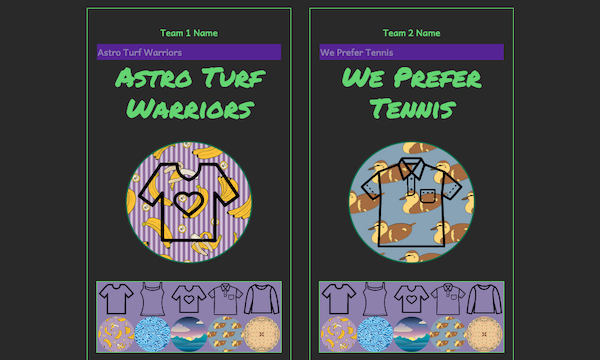 Team 1 Name
Astro Turf Warriors
Astro Turf
Warriors
Team 2 Name
We Prefer Tennis
We Prefer
Tennis